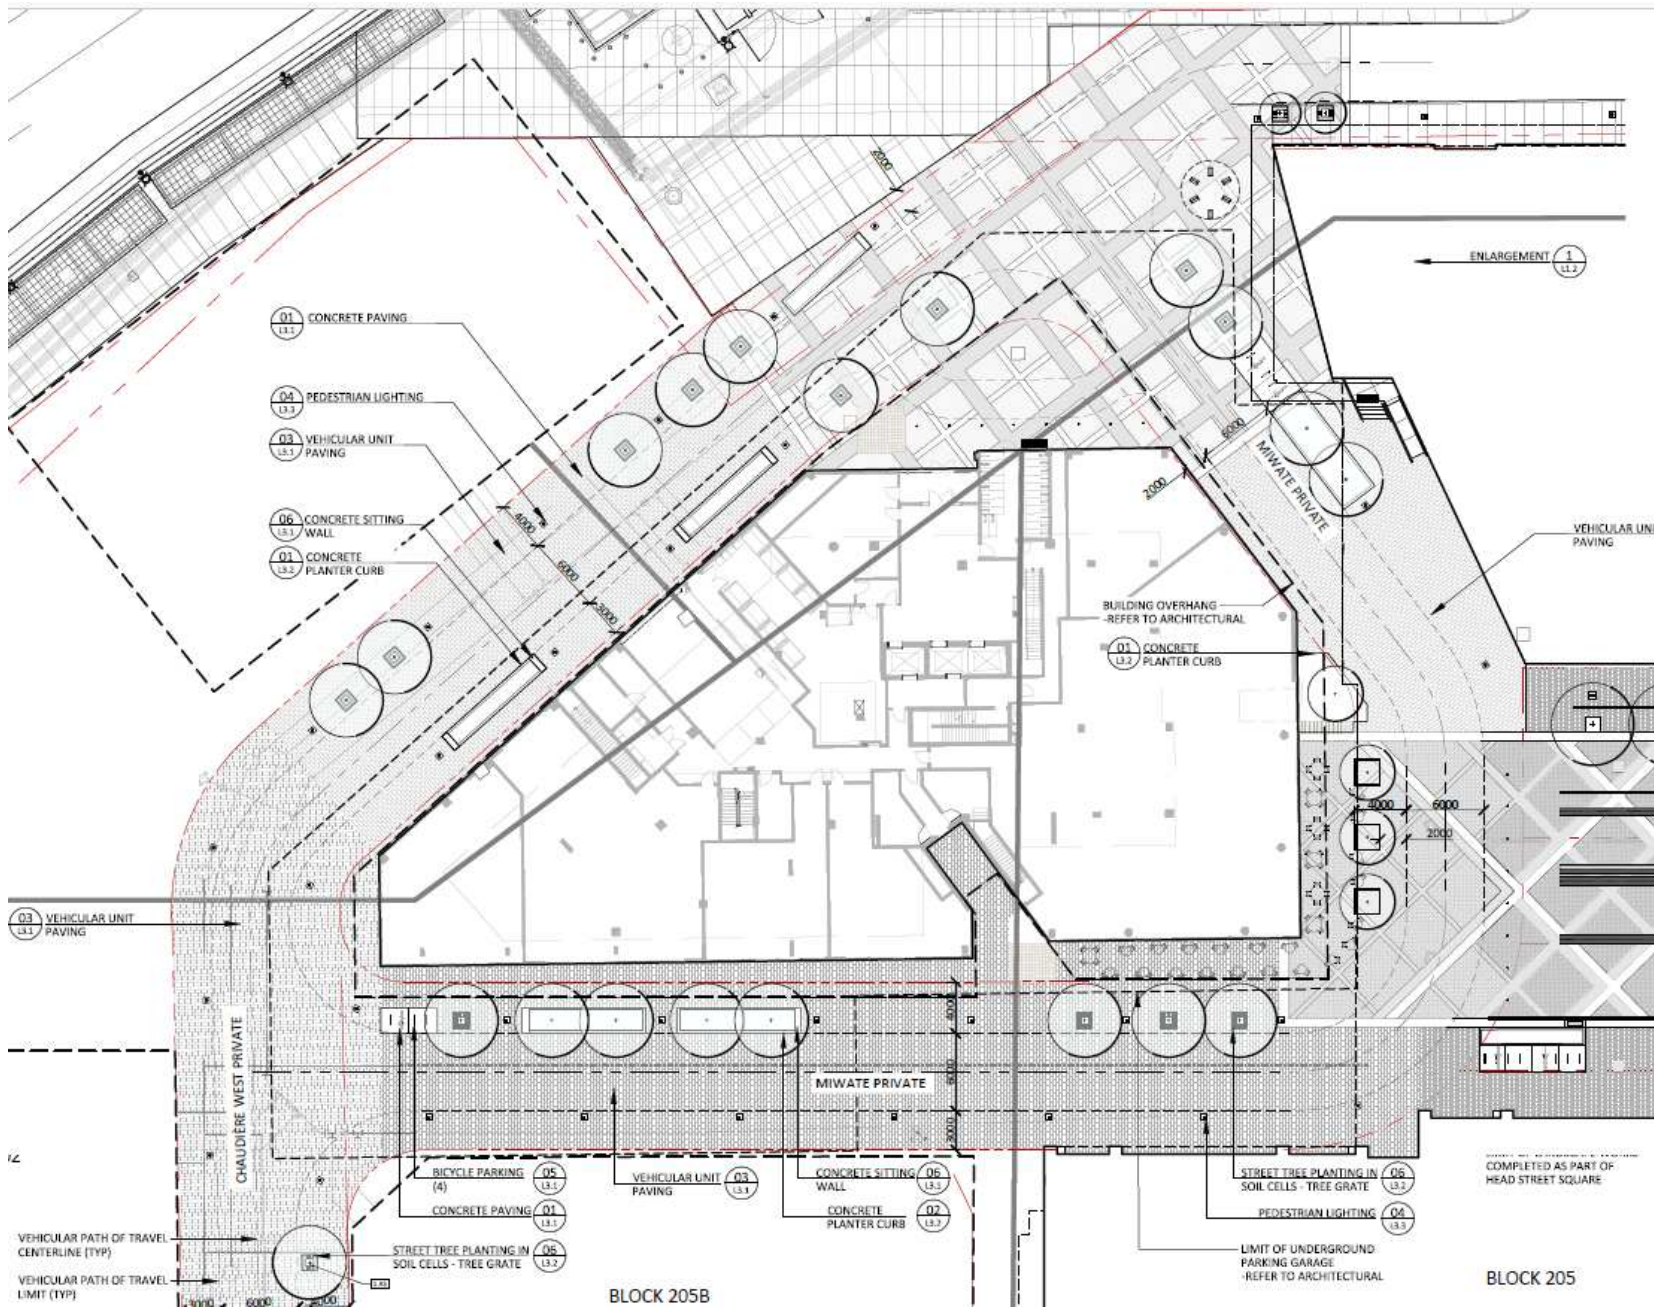 2000
ENLARGEMENT 1
L1.2
01 CONCRETE PAVING
L3.1
04 PEDESTRIAN LIGHTING
L3.3
03 VEHICULAR UNIT
L3.1 PAVING
06 CONCRETE SITTING
L3.1 WALL
01 CONCRETE
L3.2 PLANTER CURB
4000
6000
3000
6000
2000
MIWATE PRIVATE
VEHICULAR UNI
PAVING
BUILDING OVERHANG
-REFER TO ARCHITECTURAL
01 CONCRETE
L3.2 PLANTER CURB
4000 6000
2000
03 VEHICULAR UNIT
L3.1 PAVING
CHAUDIERE WEST PRIVATE
4000
6000
3000
MIWATE PRIVATE
BICYCLE PARKING 05
(4) L3.1
CONCRETE PAVING 01
L3.1
VEHICULAR UNIT 03
PAVING L3.1
CONCRETE SITTING 06
WALL L3.1
CONCRETE 02
PLANTER CURB L3.2
STREET TREE PLANTING IN 06
SOIL CELLS - TREE GRATE L3.2
PEDESTRIAN LIGHTING 04
L3.3
LIMIT OF UNDERGROUND
PARKING GARAGE
-REFER TO ARCHITECTURAL
COMPLETED AS PART OF
HEAD STREET SQUARE
VEHICULAR PATH OF TRAVEL
CENTERLINE (TYP)
VEHICULAR PATH OF TRAVEL
LIMIT (TYP)
STREET TREE PLANTING IN 06
SOIL CELLS - TREE GRATE L3.2
3000 6000 4000
BLOCK 205B
BLOCK 205